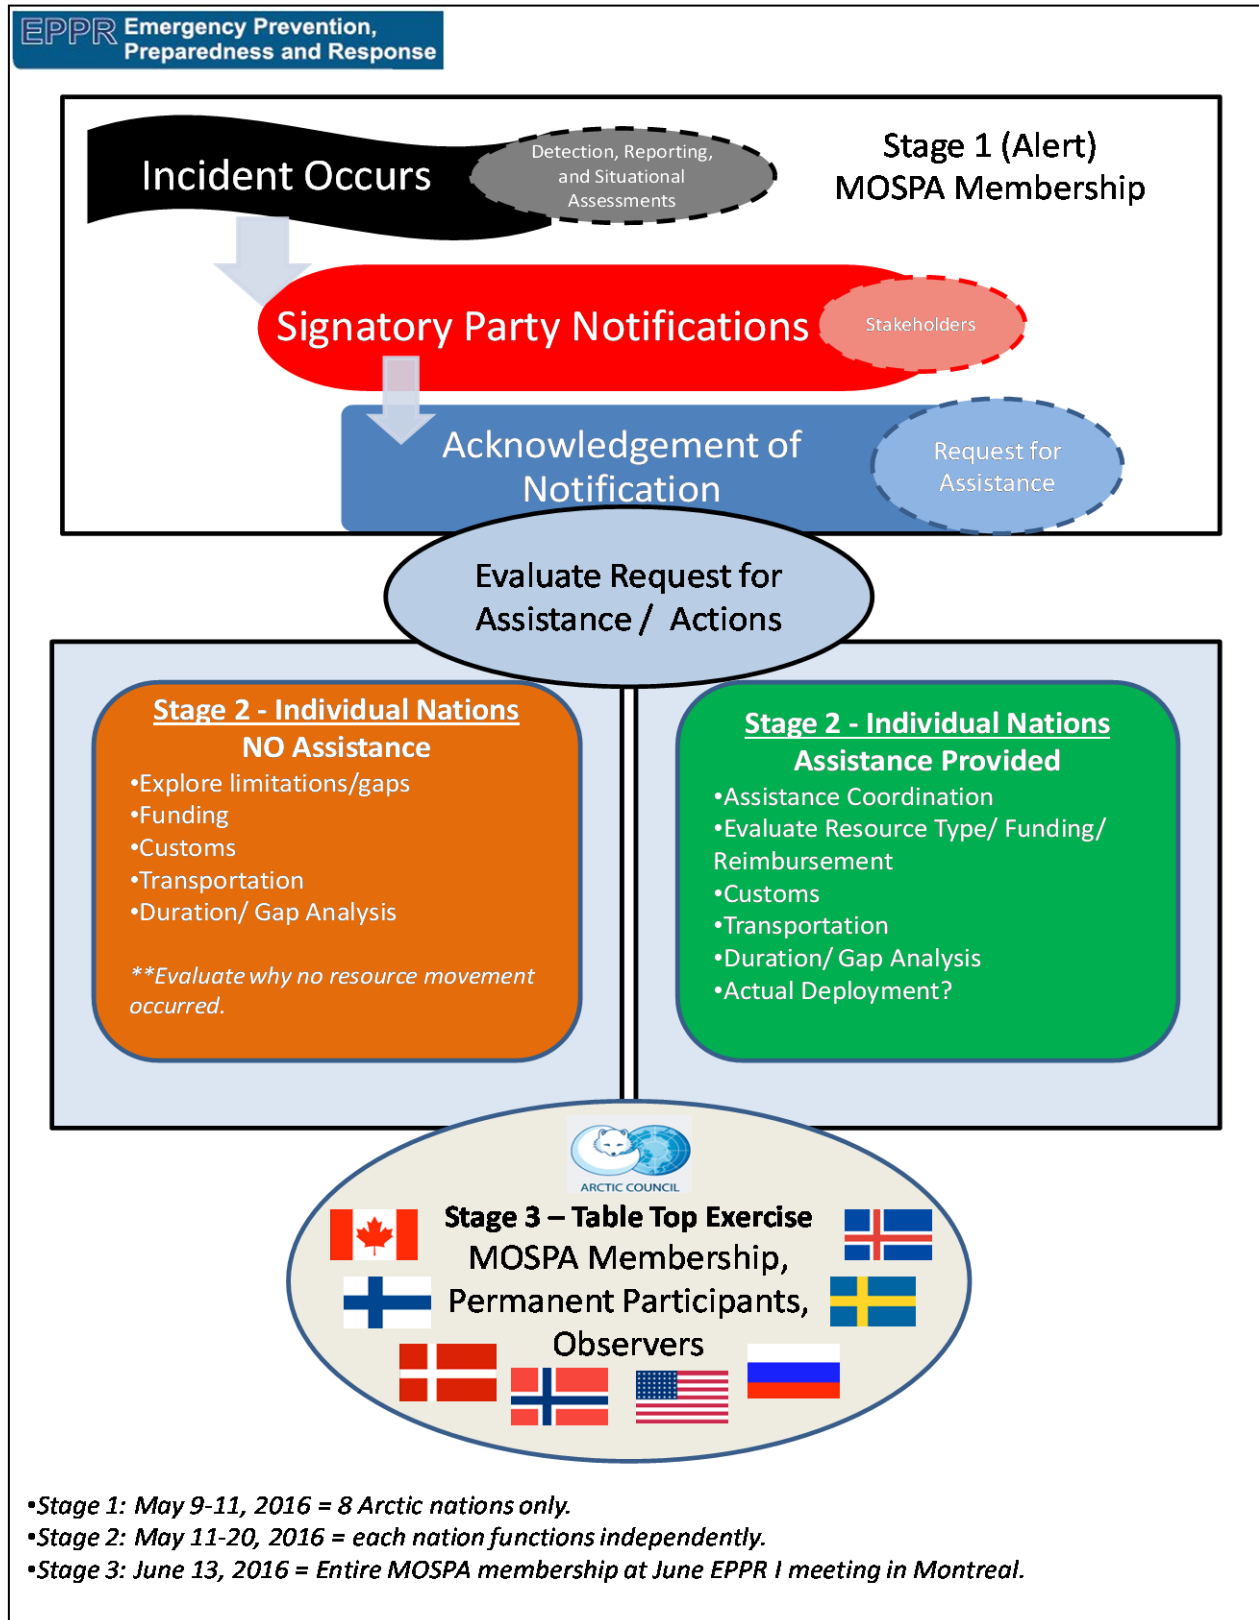 EPPR Emergency Prevention,
Preparedness and Response
Incident Occurs
Detection, Reporting,
and Situational
Assessments
Stage 1 (Alert)
MOSPA Membership
Signatory Party Notifications
Stakeholders
Acknowledgement of
Notification
Request for
Assistance
Evaluate Request for
Assistance / Actions
Stage 2 - Individual Nations
NO Assistance
•Explore limitations/gaps
•Funding
•Customs
•Transportation
•Duration/ Gap Analysis
**Evaluate why no resource movement
occurred.
Stage 2 - Individual Nations
Assistance Provided
•Assistance Coordination
•Evaluate Resource Type/ Funding/
Reimbursement
•Customs
•Transportation
•Duration/ Gap Analysis
•Actual Deployment?
ARCTIC COUNCIL
Stage 3 – Table Top Exercise
MOSPA Membership,
Permanent Participants,
Observers
•Stage 1: May 9-11, 2016 = 8 Arctic nations only.
•Stage 2: May 11-20, 2016 = each nation functions independently.
•Stage 3: June 13, 2016 = Entire MOSPA membership at June EPPR I meeting in Montreal.